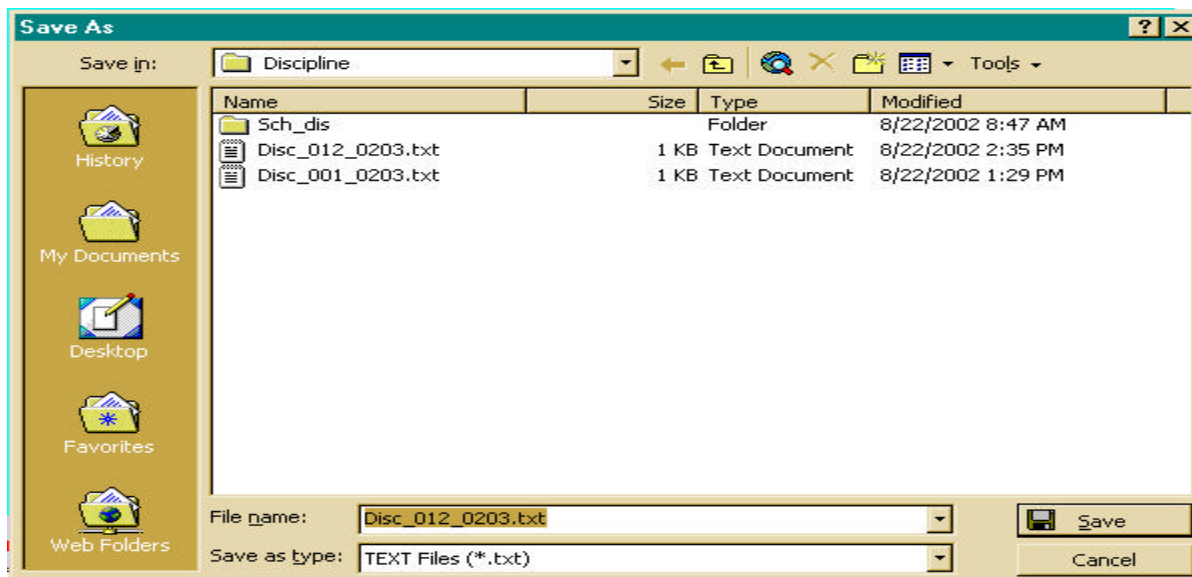 Save As
Save in: Discipline Tools
Name Size Type Modified
Sch_dis Folder 8/22/2002 8:47 AM
Disc_012_0203.txt 1 KB Text Document 8/22/2002 2:35 PM
Disc_001_0203.txt 1 KB Text Document 8/22/2002 1:29 PM
History
My Documents
Desktop
Favorites
Web Folders
File name: Disc_012_0203.txt Save
Save as type: TEXT Files (*.txt) Cancel